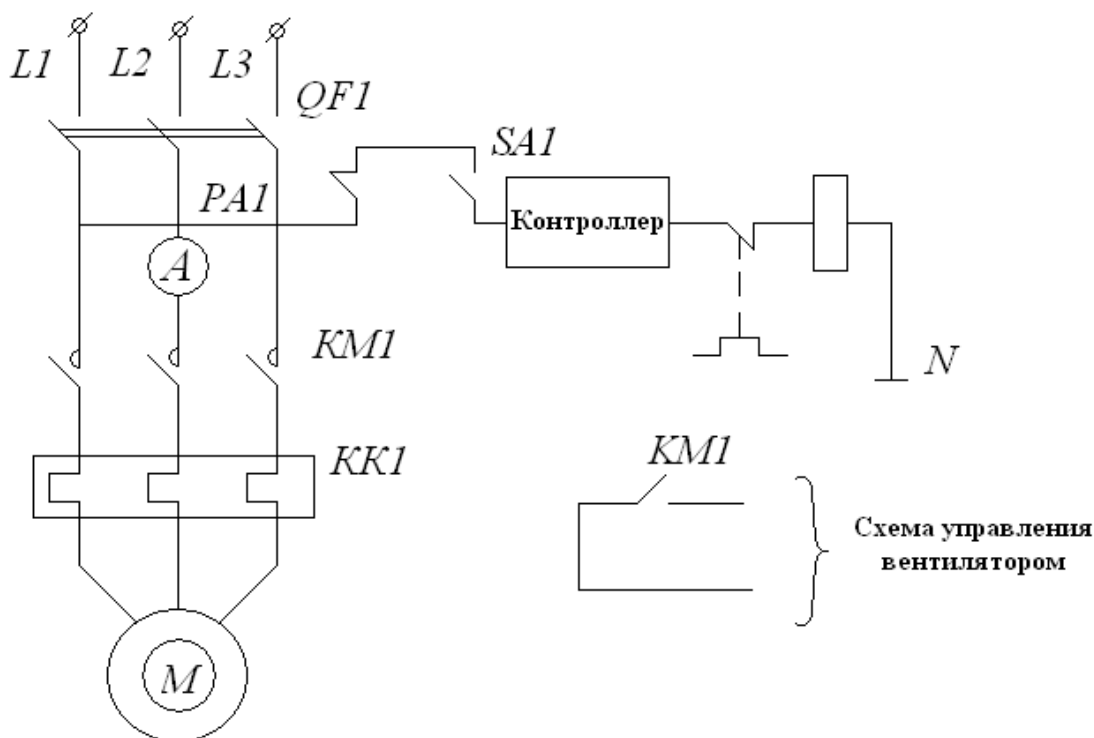 L1
L2
L3
QF1
SA1
PA1
Контроллер
A
KM1
N
KK1
KM1
Схема управления
вентилятором
M